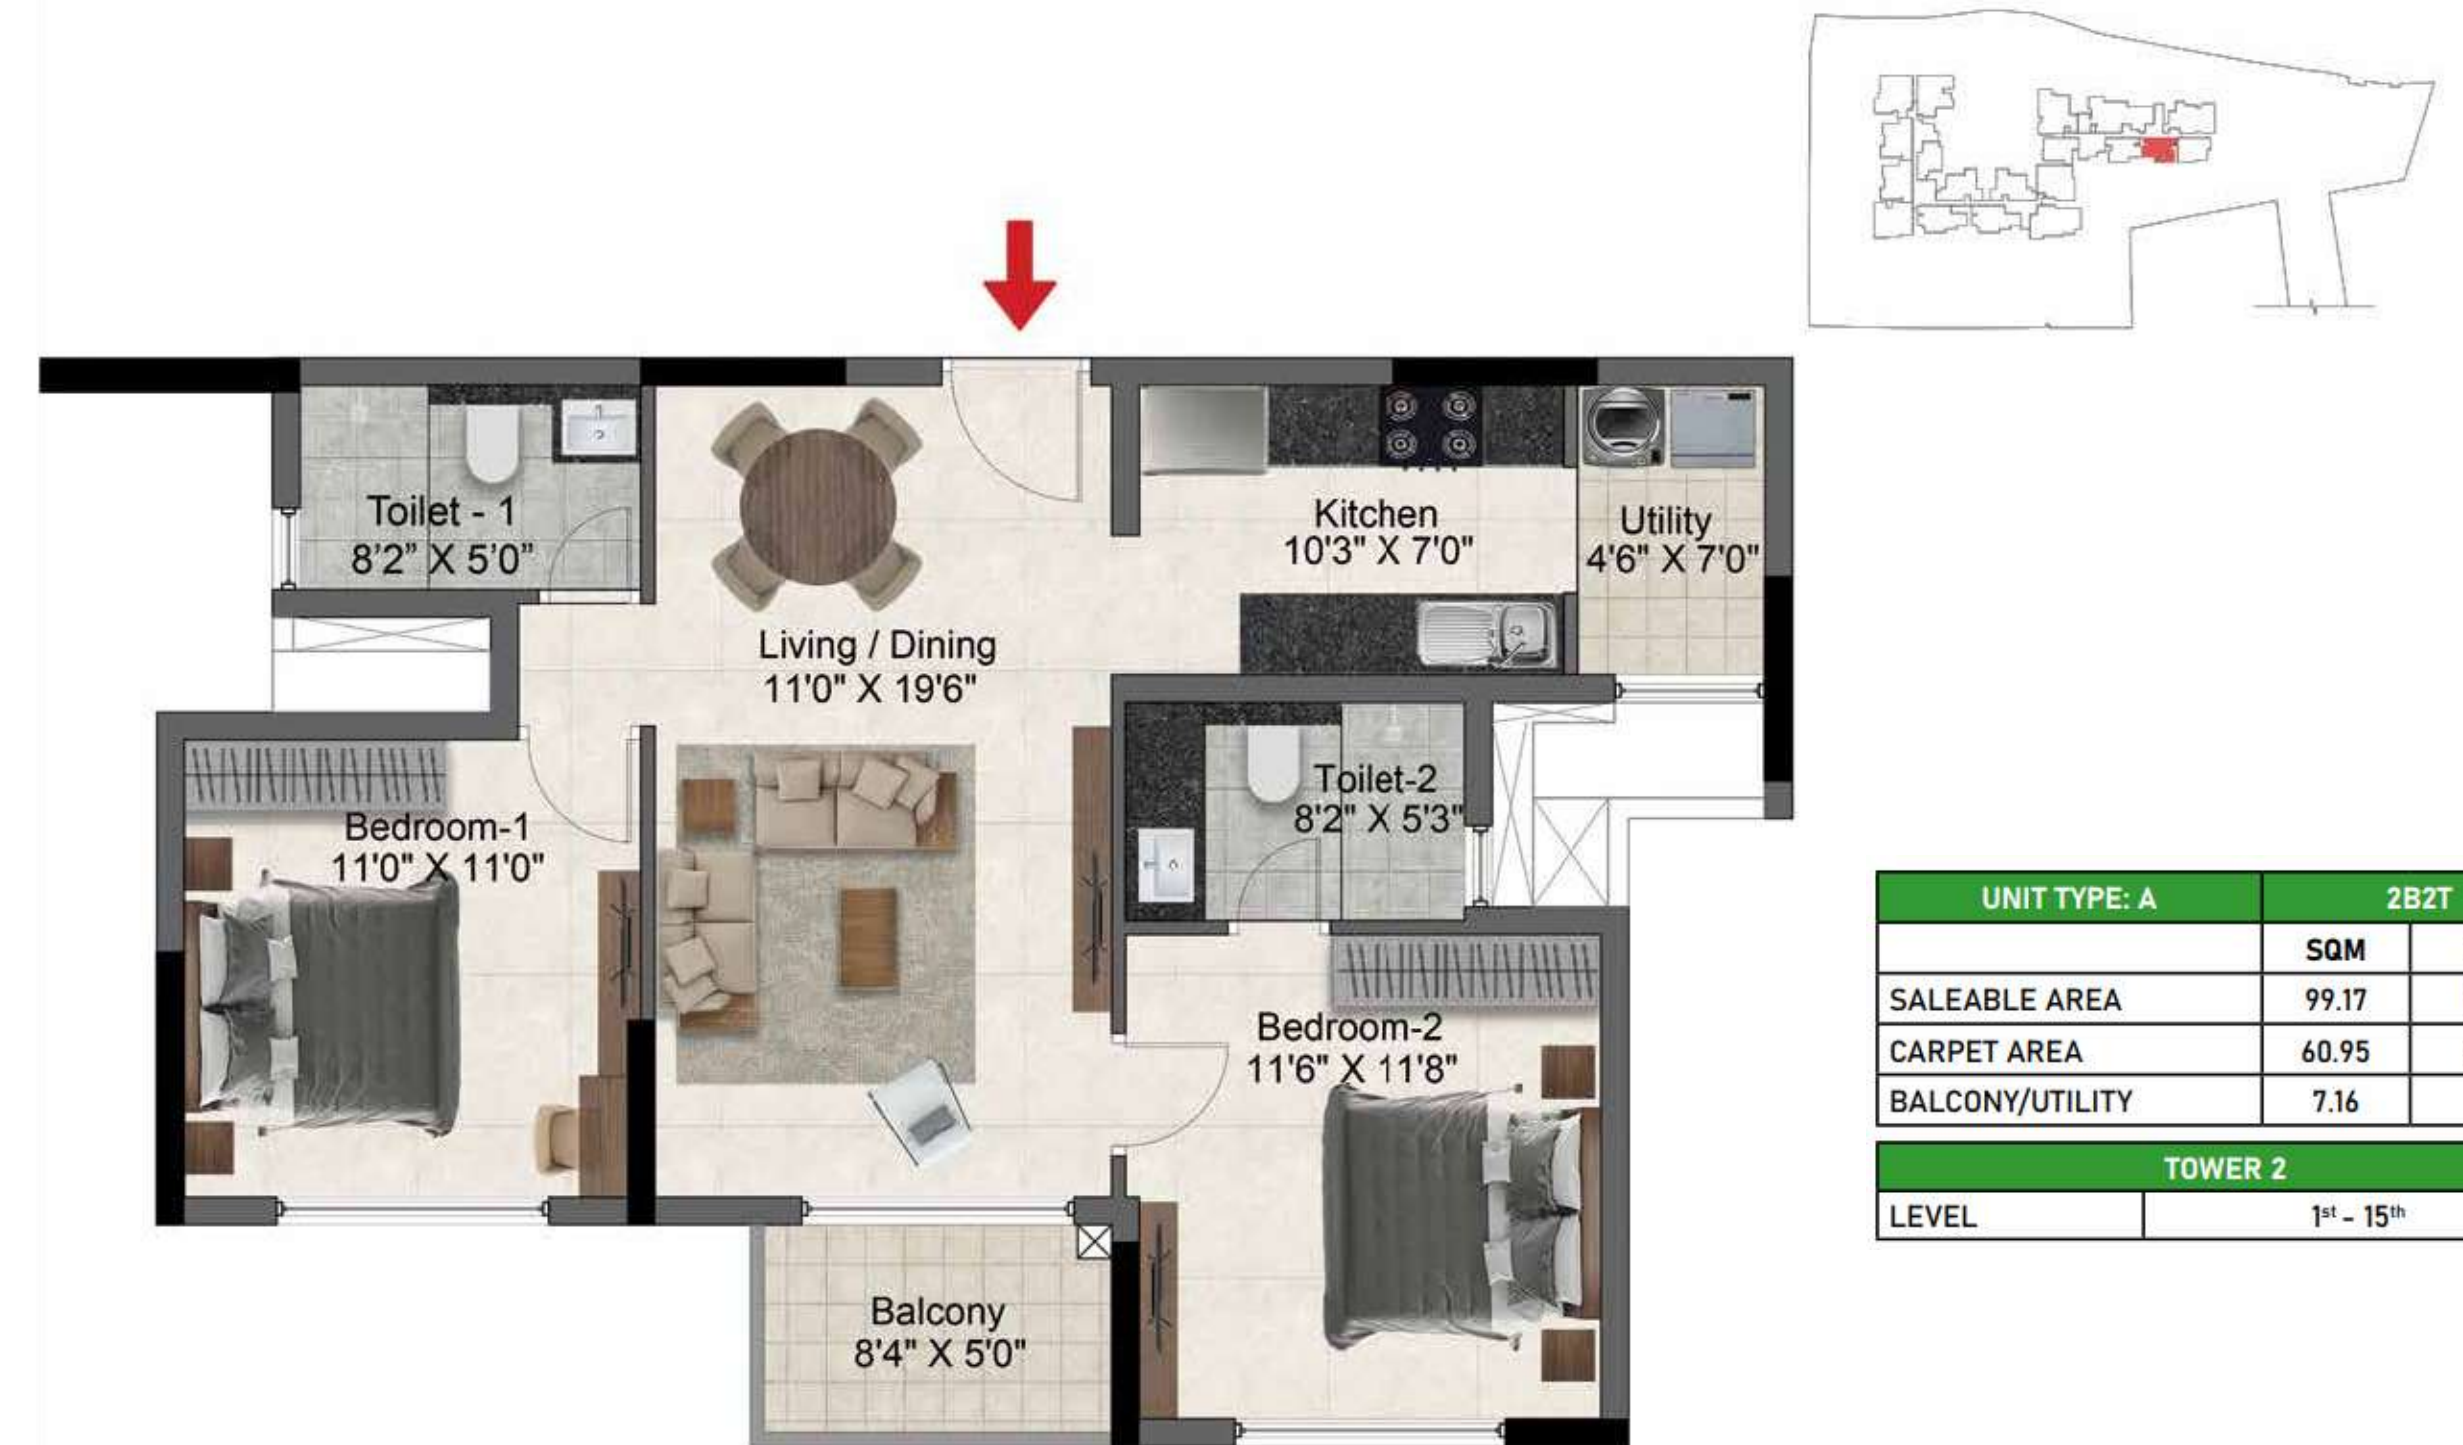 Toilet - 1
8’2” X 5’0”
Kitchen
10'3" X 7'0"
Utility
4'6" X 7'0"
Living / Dining
11'0" X 19'6"
Toilet-2
8'2" X 5'3"
Bedroom-1
11'0" X 11'0"
Bedroom-2
11'6" X 11'8"
Balcony
8'4" X 5'0"
UNIT TYPE: A 2B2T
SQM
SALEABLE AREA 99.17
CARPET AREA 60.95
BALCONY/UTILITY 7.16
TOWER 2
LEVEL 1st - 15th